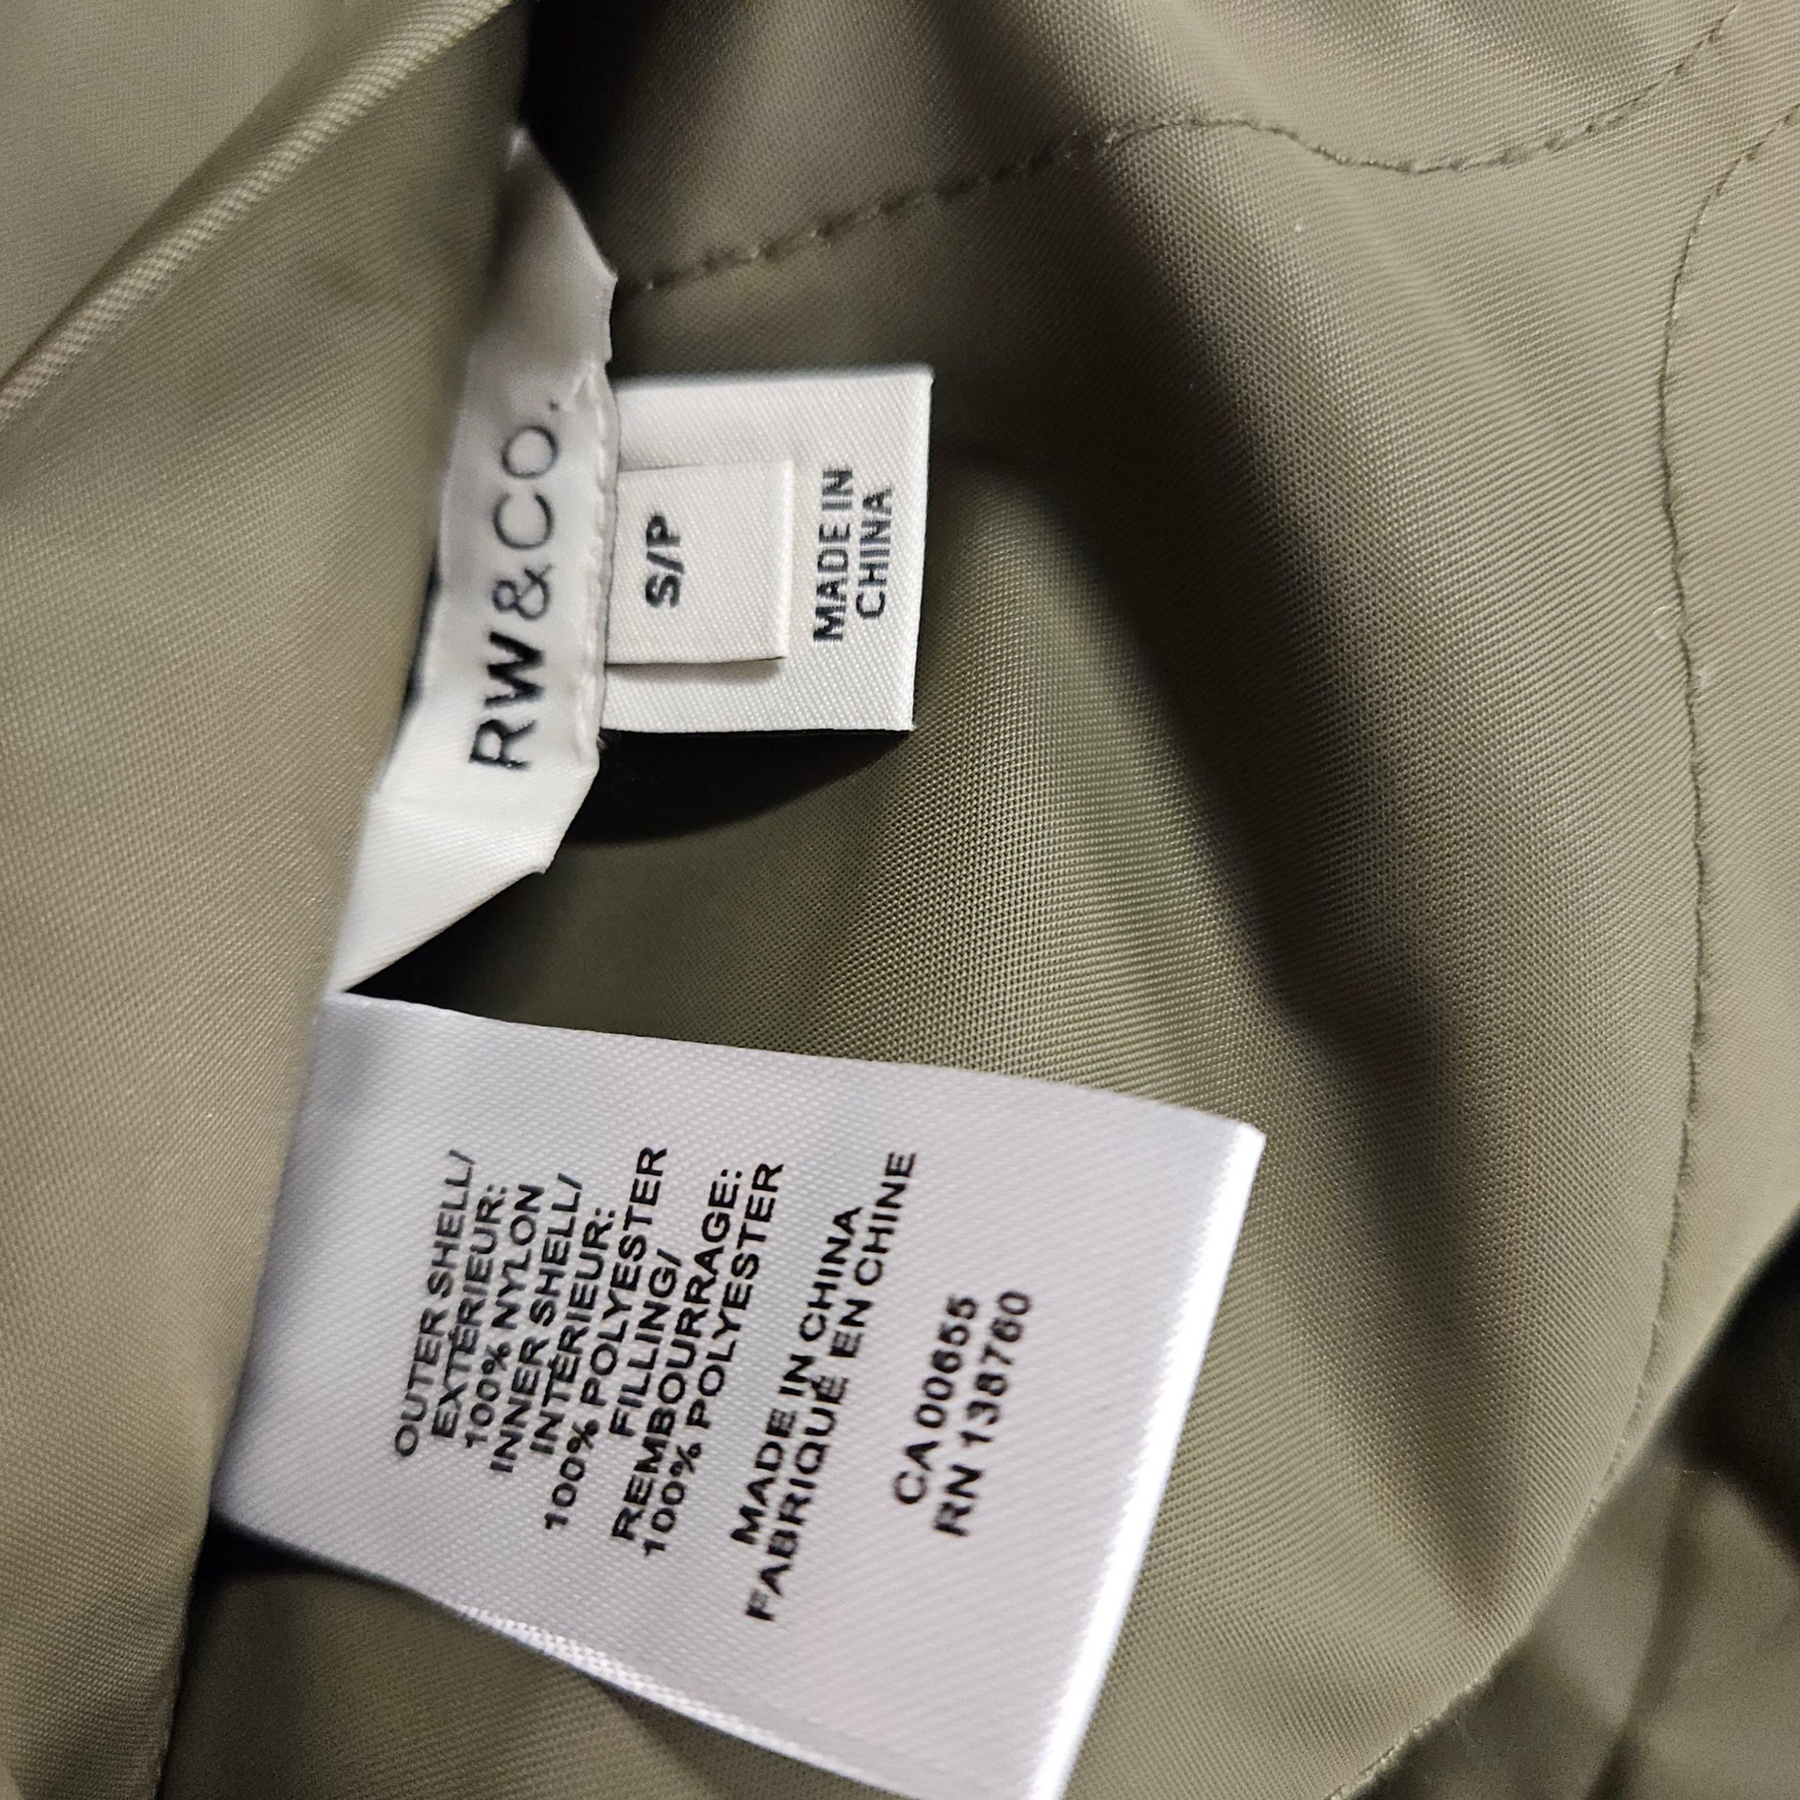 RW&CO.
S/P
MADE IN
CHINA
OUTER SHELL/
EXTÉRIEUR:
100% NYLON
INNER SHELL/
INTÉRIEUR:
100% POLYESTER
FILLING/
REMBOURRAGE:
100% POLYESTER
MADE IN CHINA
FABRIQUÉ EN CHINE
CA 00655
RN 138760